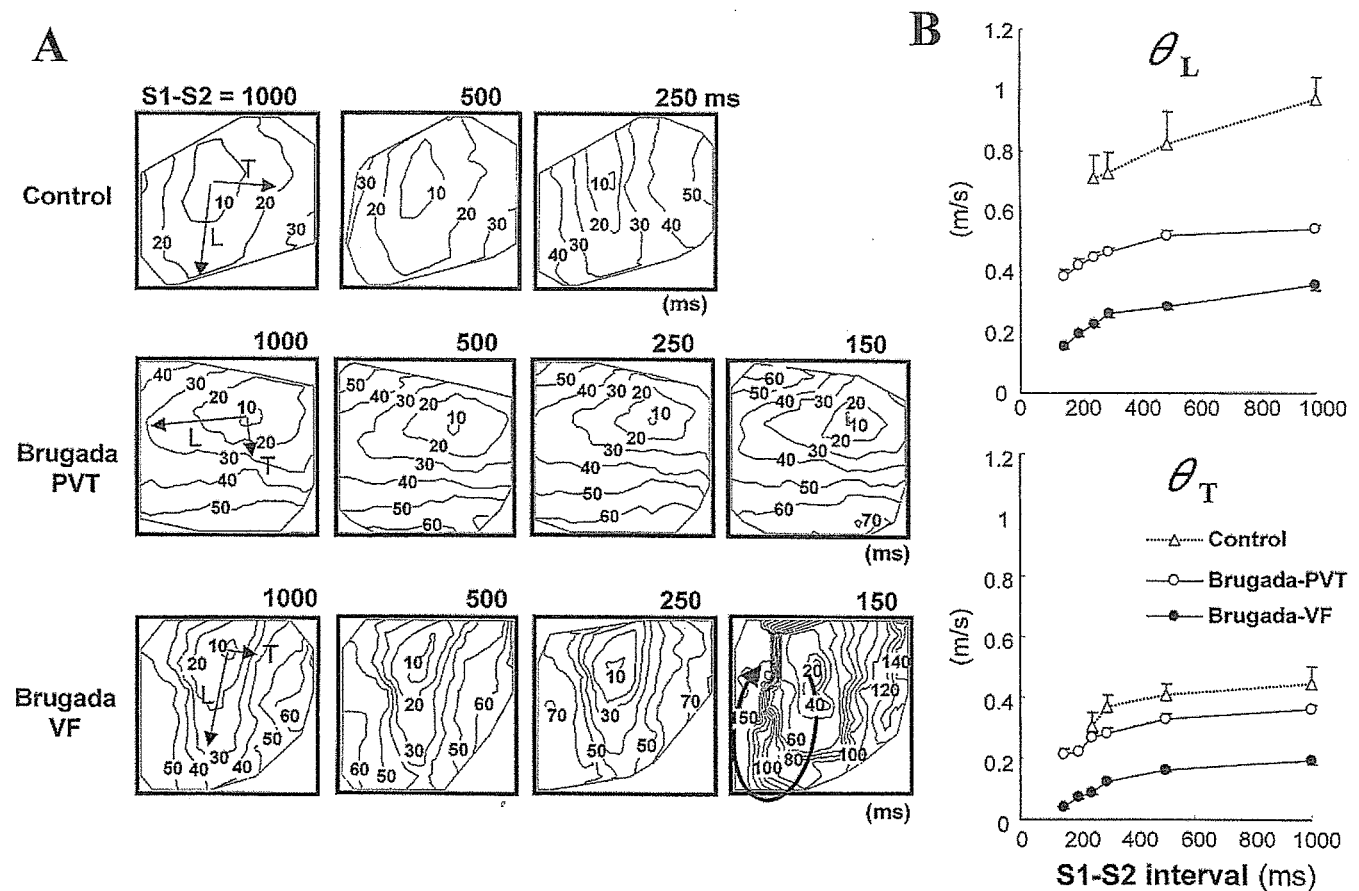 A
S1-S2 = 1000 500 250 ms
Control
T
L
10 20 20 30
30 20 10
10 20 30 30 40 40 50
(ms)
1000 500 250 150
Brugada
PVT
40 30 20 10
L
T
20 30 40 50
50 40 30 20 10 20 30 40 50 60
50 40 30 20 10 20 30 40 50 60
60 50 40 30 20 10 20 30 40 50 60 70
(ms)
1000 500 250 150
Brugada
VF
10 20
T
L
60 50 50 40 30 40
10 20 30 50 60 50 60
10 30 50 70 70
20 40 60 80 100 100 120 140
(ms)
B
θL
1.2
1
0.8
0.6
0.4
0.2
0
(m/s)
0 200 400 600 800 1000
θT
1.2
1
0.8
0.6
0.4
0.2
0
(m/s)
Control
Brugada-PVT
Brugada-VF
0 200 400 600 800 1000
S1-S2 interval (ms)